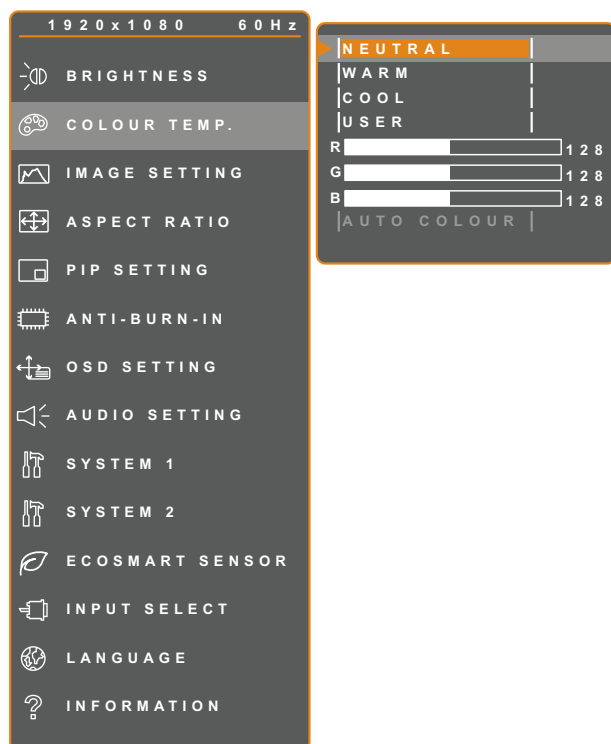 1920x1080 60Hz
BRIGHTNESS
COLOUR TEMP.
IMAGE SETTING
ASPECT RATIO
PIP SETTING
ANTI-BURN-IN
OSD SETTING
AUDIO SETTING
SYSTEM 1
SYSTEM 2
ECOSMART SENSOR
INPUT SELECT
LANGUAGE
INFORMATION
NEUTRAL
WARM
COOL
USER
R 128
G 128
B 128
AUTO COLOUR